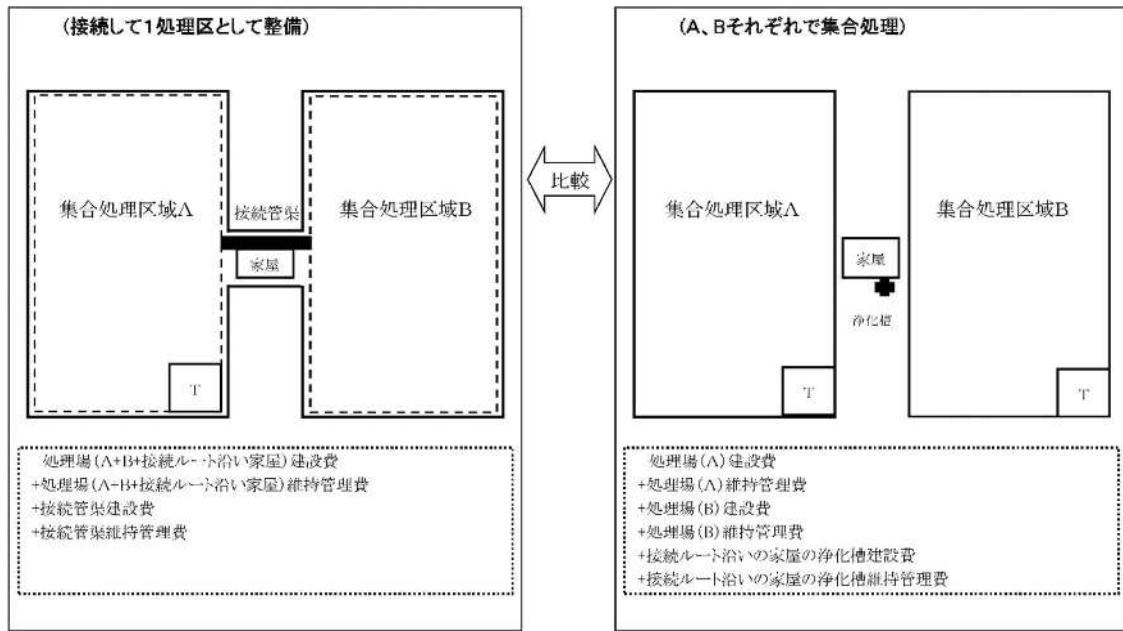 (接続して1処理区として整備)
集合処理区域A
接続管渠
集合処理区域B
家屋
T
処理場(A+B+接続ルート沿い家屋)建設費
+処理場(A+B+接続ルート沿い家屋)維持管理費
+接続管渠建設費
+接続管渠維持管理費
比較
(A、Bそれぞれで集合処理)
集合処理区域A
集合処理区域B
家屋
浄化槽
T
T
処理場(A)建設費
+処理場(A)維持管理費
+処理場(B)建設費
+処理場(B)維持管理費
+接続ルート沿いの家屋の浄化槽建設費
+接続ルート沿いの家屋の浄化槽維持管理費